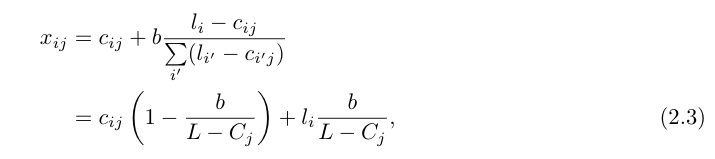 x_{ij} = c_{ij} + b \frac{l_i - c_{ij}}{\sum_{i'} (l_{i'} - c_{i'j})}
= c_{ij} \left( 1 - \frac{b}{L - C_j} \right) + l_i \frac{b}{L - C_j}, (2.3)